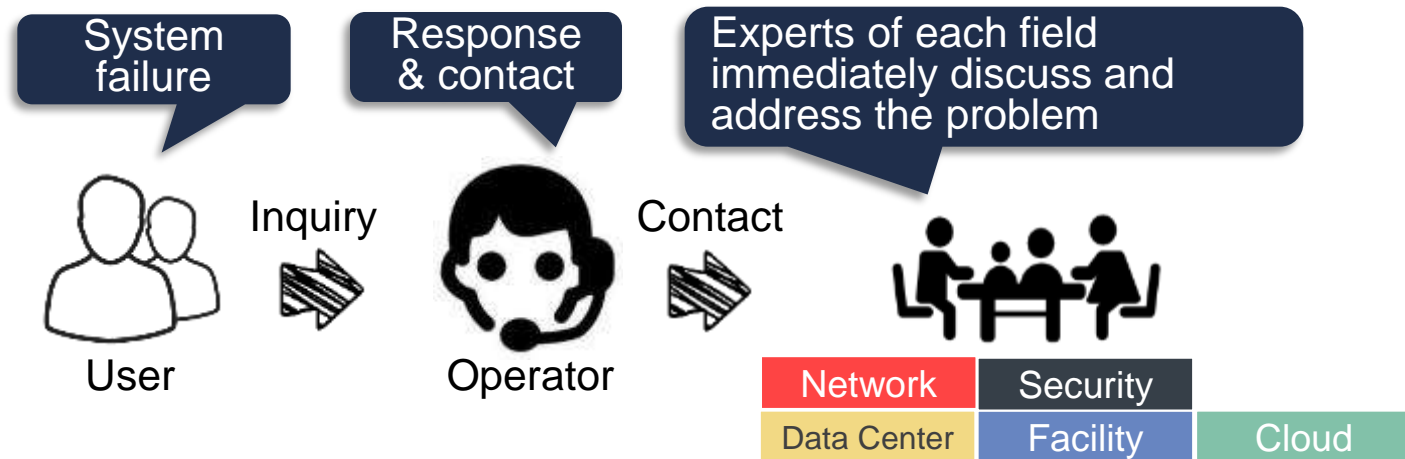 System
failure
Response
& contact
Experts of each field
immediately discuss and
address the problem
Inquiry
Contact
User
Operator
Network
Security
Data Center
Facility
Cloud